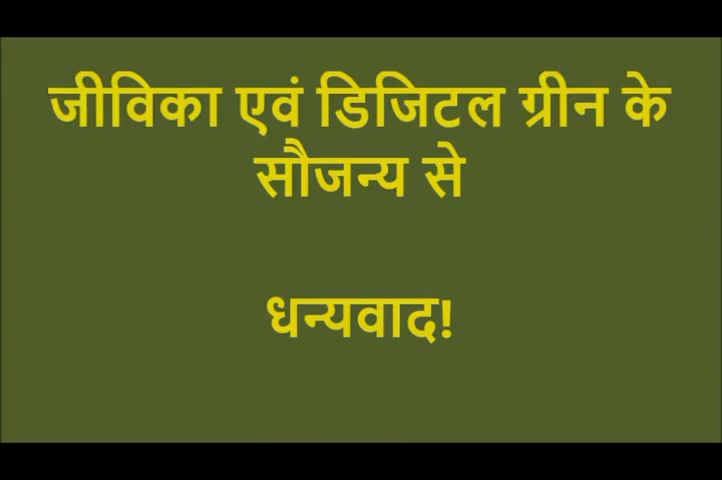 जीविका एवं डिजिटल ग्रीन के
सौजन्य से
धन्यवाद!